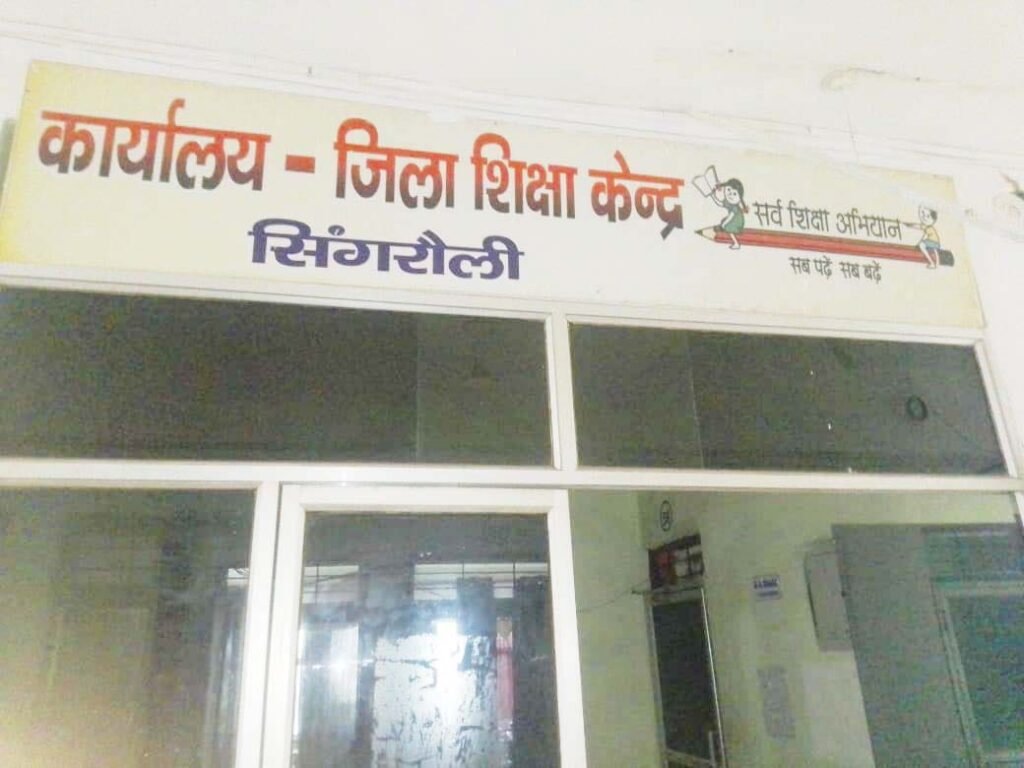 कार्यालय - जिला शिक्षा केन्द्र
सिंगरौली
सर्व शिक्षा अभियान
सब पढ़ें सब बढ़ें